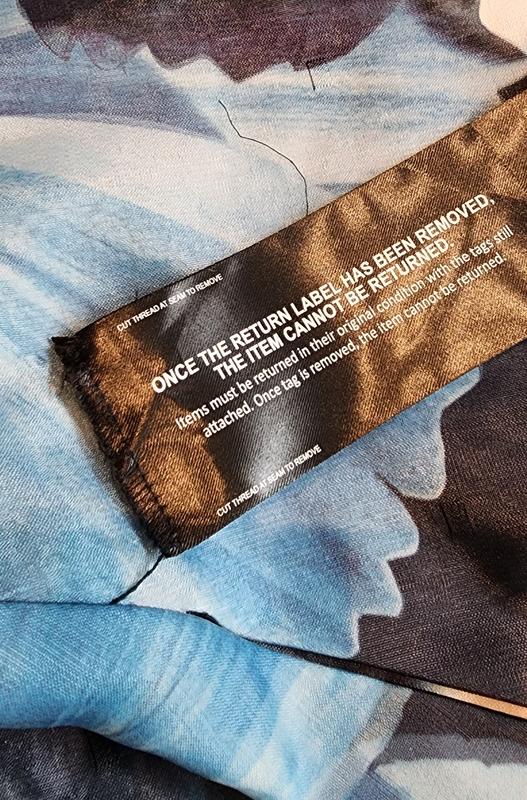 CUT THREAD AT SEAM TO REMOVE
ONCE THE RETURN LABEL HAS BEEN REMOVED,
THE ITEM CANNOT BE RETURNED.
Items must be returned in their original condition with the tags still
attached. Once tag is removed, the item cannot be returned.
CUT THREAD AT SEAM TO REMOVE